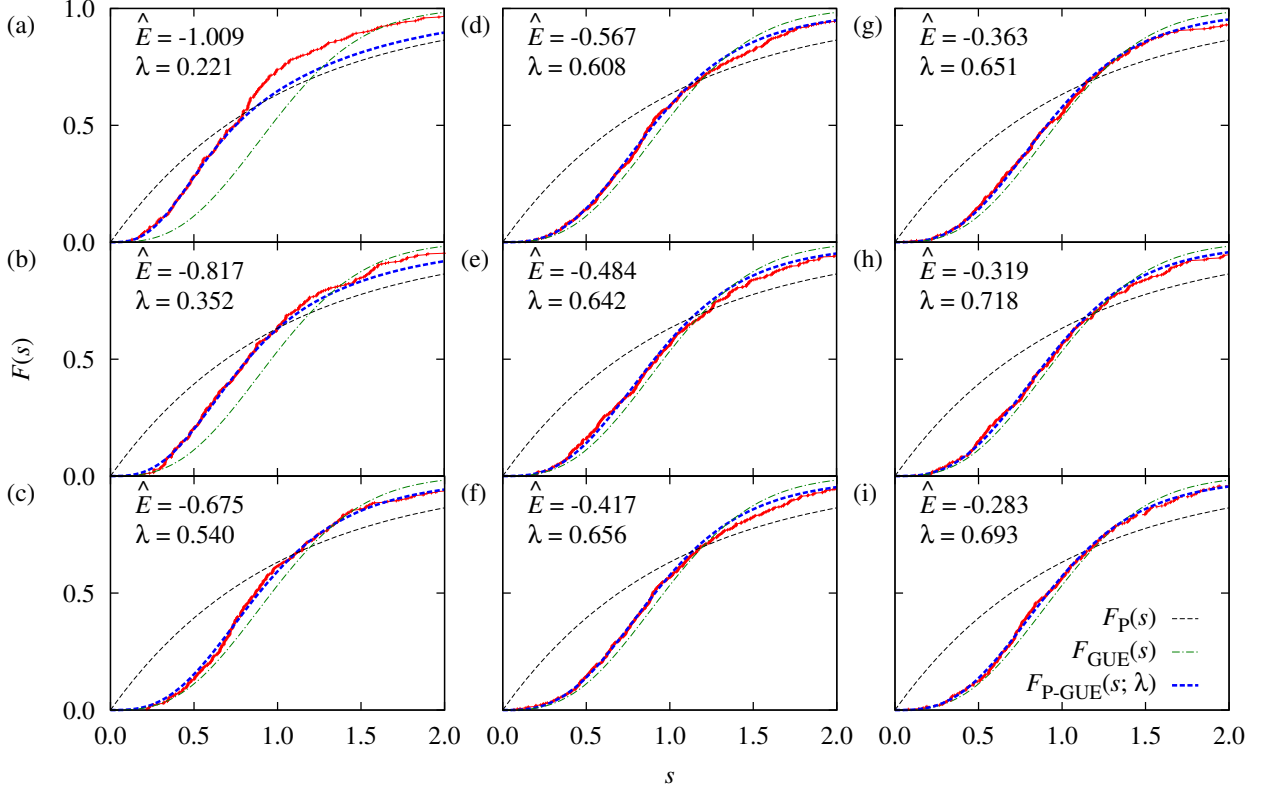 (a)
Ê = -1.009
λ = 0.221
(d)
Ê = -0.567
λ = 0.608
(g)
Ê = -0.363
λ = 0.651
1.0
0.5
0.0
(b)
Ê = -0.817
λ = 0.352
(e)
Ê = -0.484
λ = 0.642
(h)
Ê = -0.319
λ = 0.718
F(s)
0.5
0.0
(c)
Ê = -0.675
λ = 0.540
(f)
Ê = -0.417
λ = 0.656
(i)
Ê = -0.283
λ = 0.693
0.5
0.0
F_P(s)
F_GUE(s)
F_P-GUE(s; λ)
0.0 0.5 1.0 1.5 2.0
0.0 0.5 1.0 1.5 2.0
0.0 0.5 1.0 1.5 2.0
s